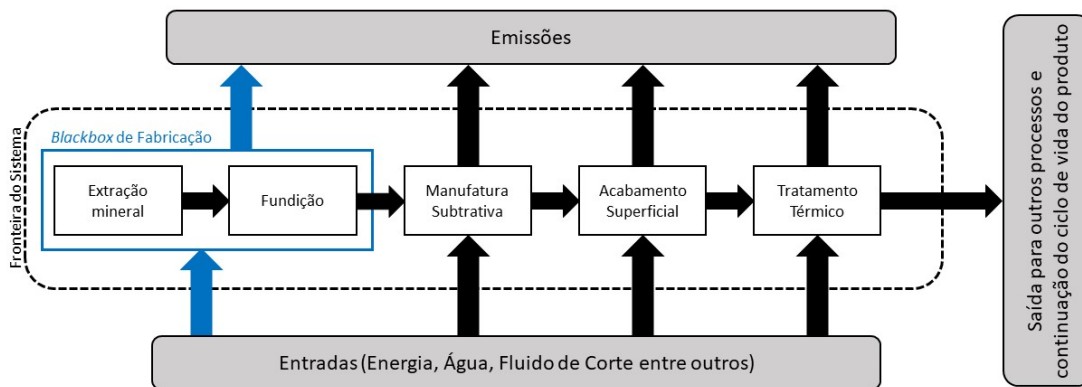 Emissões
Fronteira do Sistema
Blackbox de Fabricação
Extração
mineral
Fundição
Manufatura
Subtrativa
Acabamento
Superficial
Tratamento
Térmico
Entradas (Energia, Água, Fluido de Corte entre outros)
Saída para outros processos e
continuação do ciclo de vida do produto